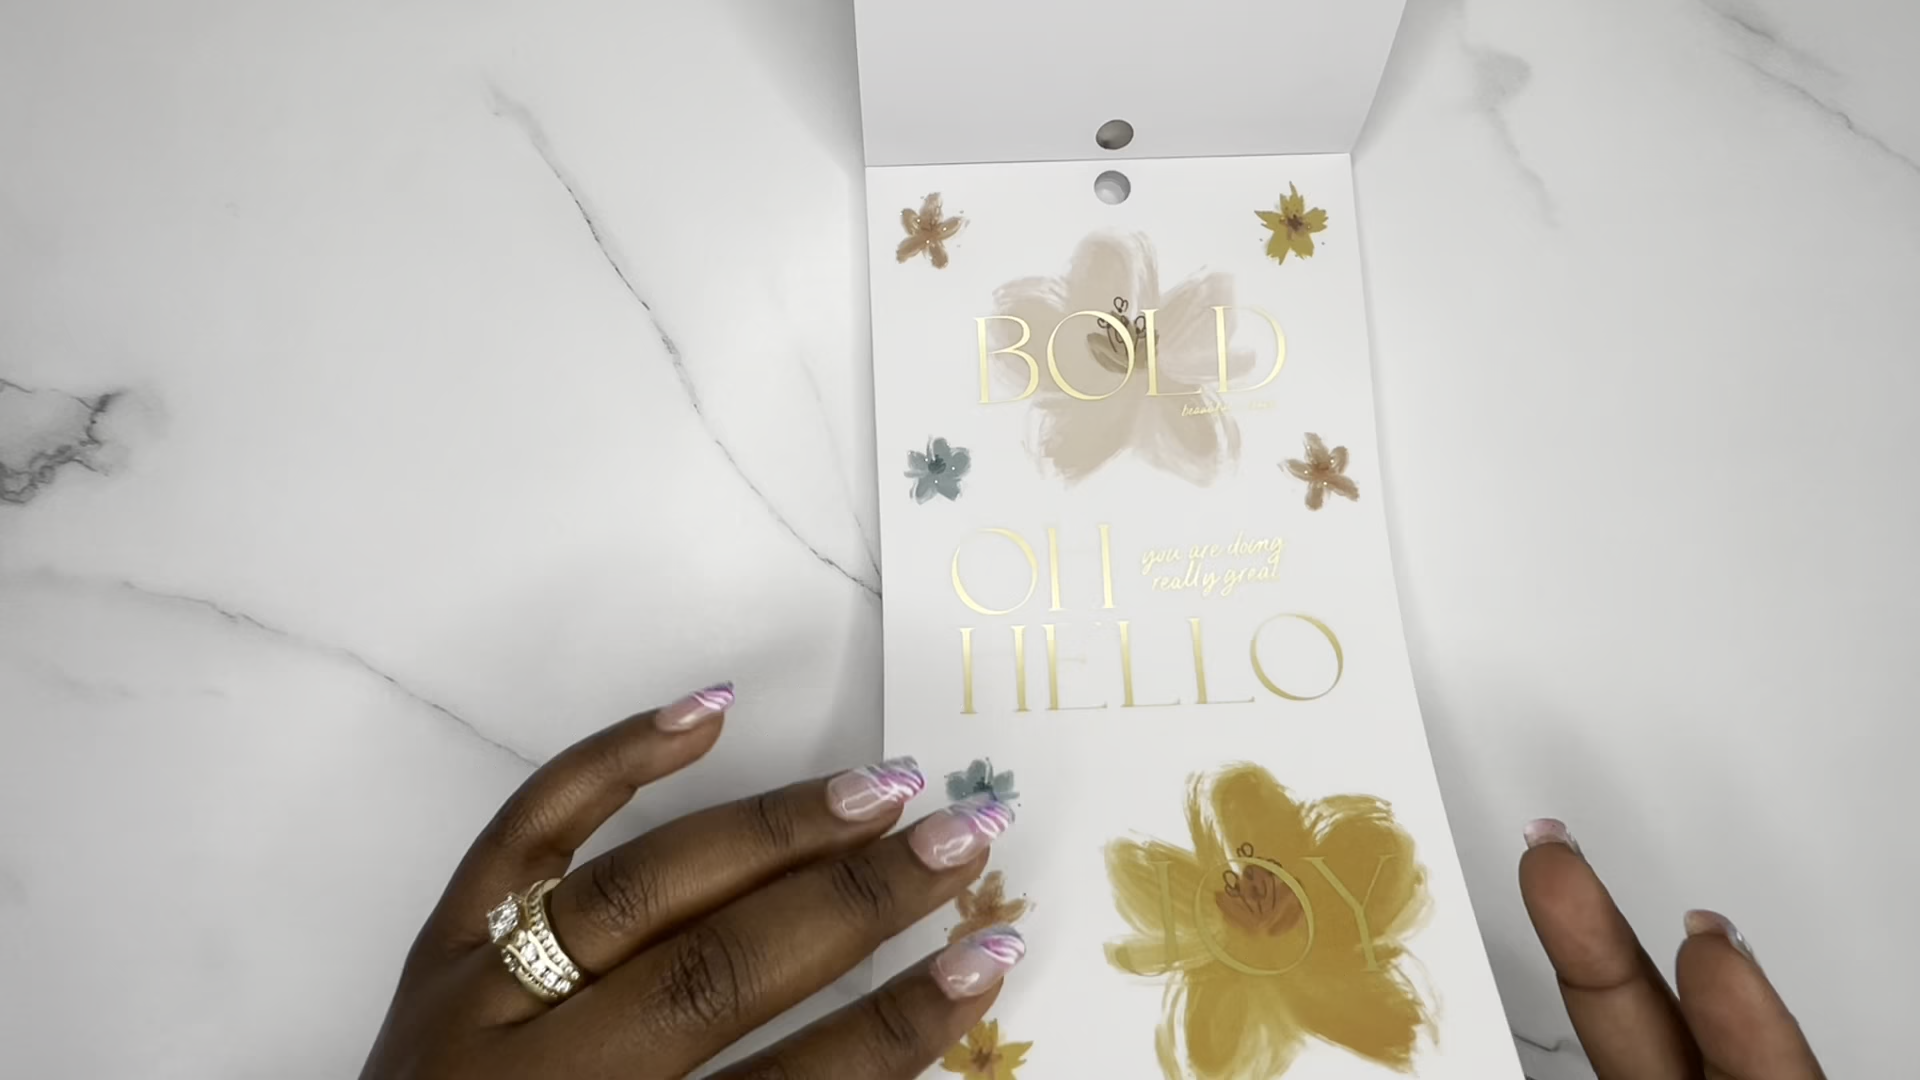 BOLD
OH
you are doing
really great
HELLO
JOY